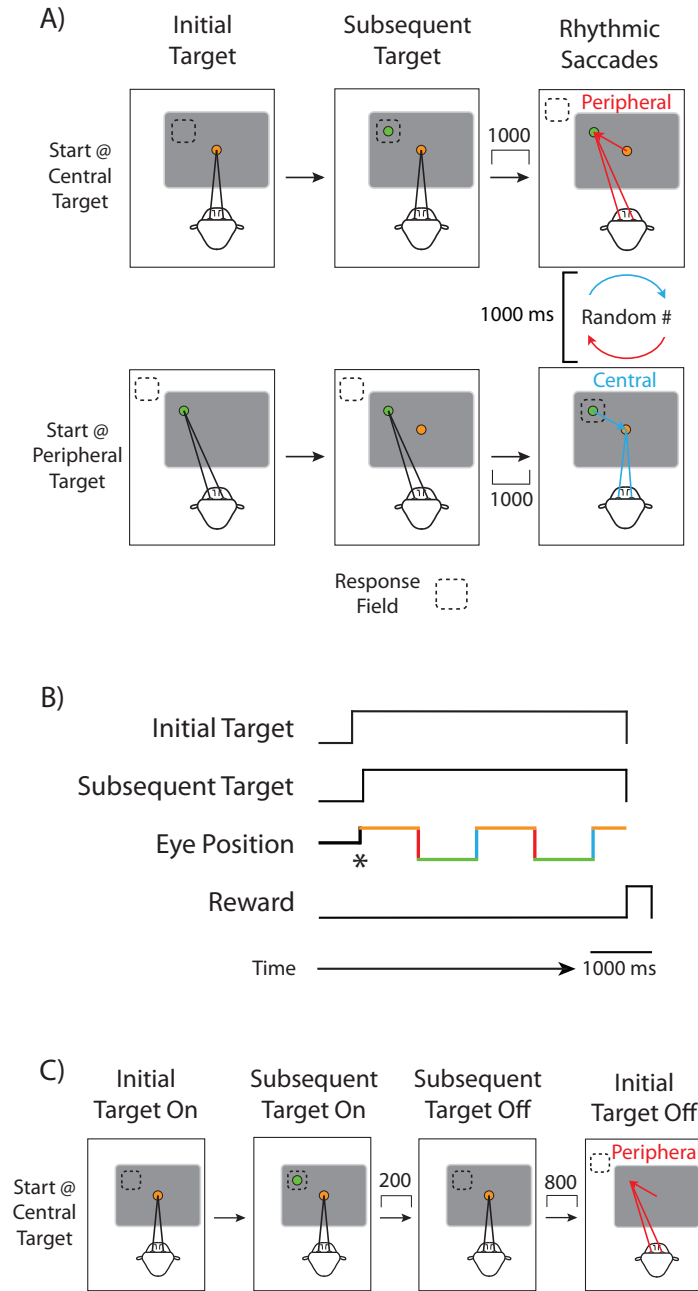 A)
Initial
Target
Subsequent
Target
Rhythmic
Saccades
Start @
Central
Target
1000
Peripheral
1000 ms
Random #
Start @
Peripheral
Target
1000
Central
Response
Field
B)
Initial Target
Subsequent Target
Eye Position
*
Reward
Time
1000 ms
C)
Initial
Target On
Subsequent
Target On
Subsequent
Target Off
Initial
Target Off
Start @
Central
Target
200
800
Peripheral